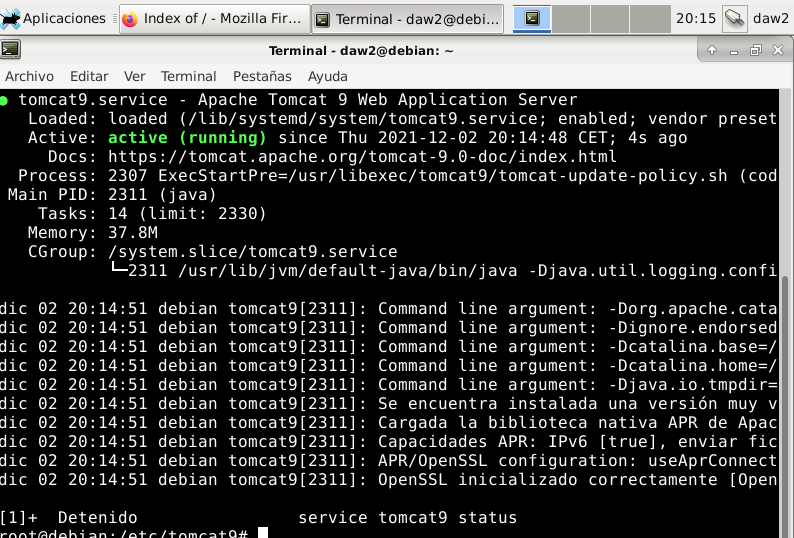 Aplicaciones Index of / - Mozilla Fir... Terminal - daw2@debi... 20:15 daw2
Terminal - daw2@debian: ~
Archivo Editar Ver Terminal Pestañas Ayuda
● tomcat9.service - Apache Tomcat 9 Web Application Server
Loaded: loaded (/lib/systemd/system/tomcat9.service; enabled; vendor preset
Active: active (running) since Thu 2021-12-02 20:14:48 CET; 4s ago
Docs: https://tomcat.apache.org/tomcat-9.0-doc/index.html
Process: 2307 ExecStartPre=/usr/libexec/tomcat9/tomcat-update-policy.sh (cod
Main PID: 2311 (java)
Tasks: 14 (limit: 2330)
Memory: 37.8M
CGroup: /system.slice/tomcat9.service
└─2311 /usr/lib/jvm/default-java/bin/java -Djava.util.logging.confi
dic 02 20:14:51 debian tomcat9[2311]: Command line argument: -Dorg.apache.cata
dic 02 20:14:51 debian tomcat9[2311]: Command line argument: -Dignore.endorsed
dic 02 20:14:51 debian tomcat9[2311]: Command line argument: -Dcatalina.base=/
dic 02 20:14:51 debian tomcat9[2311]: Command line argument: -Dcatalina.home=/
dic 02 20:14:51 debian tomcat9[2311]: Command line argument: -Djava.io.tmpdir=
dic 02 20:14:51 debian tomcat9[2311]: Se encuentra instalada una versión muy v
dic 02 20:14:51 debian tomcat9[2311]: Cargada la biblioteca nativa APR de Apac
dic 02 20:14:51 debian tomcat9[2311]: Capacidades APR: IPv6 [true], enviar fic
dic 02 20:14:51 debian tomcat9[2311]: APR/OpenSSL configuration: useAprConnect
dic 02 20:14:51 debian tomcat9[2311]: OpenSSL inicializado correctamente [Open
[1]+ Detenido service tomcat9 status
root@debian:/etc/tomcat9#